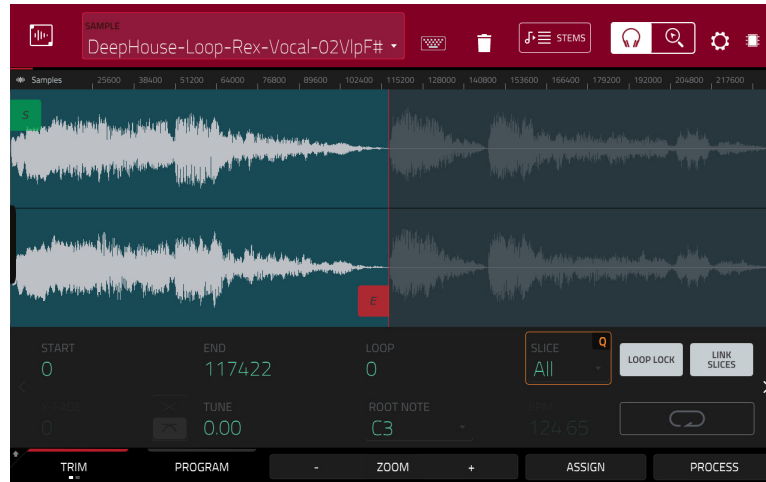 SAMPLE
DeepHouse-Loop-Rex-Vocal-02VlpF#
STEMS
Samples 25600 38400 51200 64000 76800 89600 102400 115200 128000 140800 153600 166400 179200 192000 204800 217600
S
E
START END LOOP SLICE Q
0 117422 0 All LOOP LOCK LINK SLICES
TUNE ROOT NOTE
0 0.00 C3 124.65
TRIM PROGRAM - ZOOM + ASSIGN PROCESS